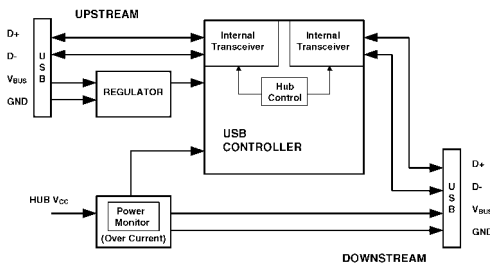 UPSTREAM
D+
D-
VBUS
GND
U
S
B
REGULATOR
Internal
Transceiver
Internal
Transceiver
Hub
Control
USB
CONTROLLER
HUB VCC
Power
Monitor
(Over Current)
U
S
B
D+
D-
VBUS
GND
DOWNSTREAM